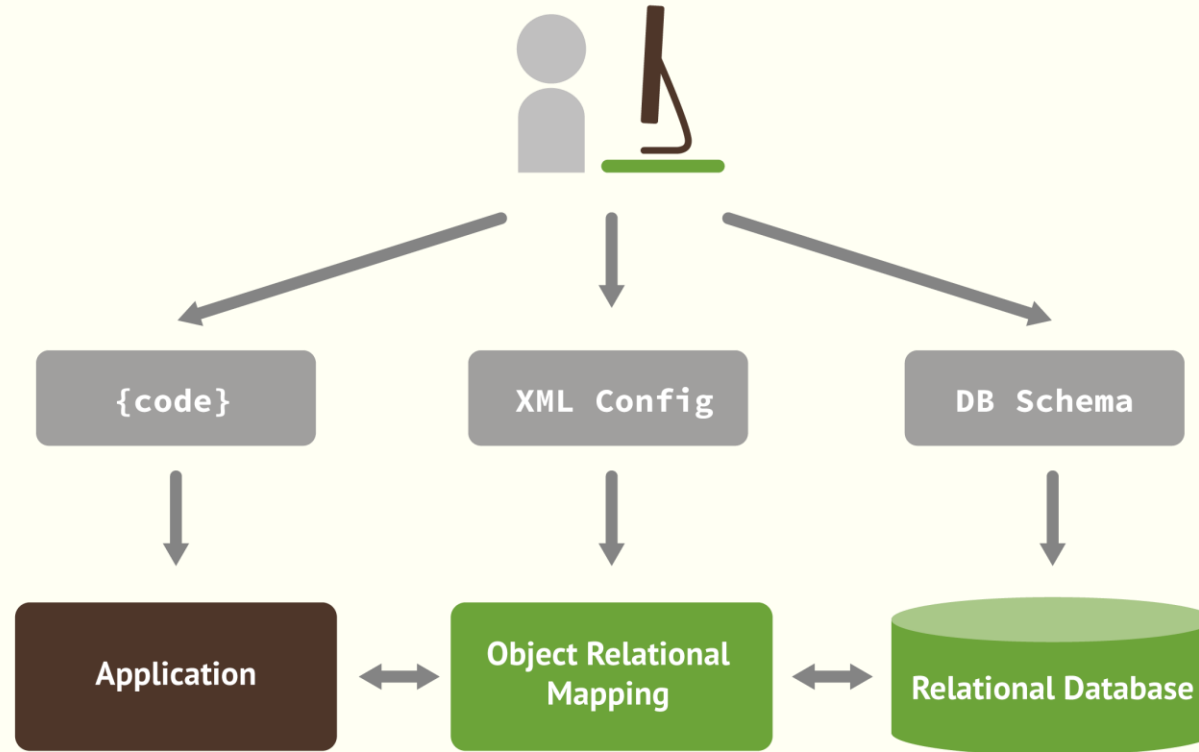 {code}
XML Config
DB Schema
Application
Object Relational
Mapping
Relational Database